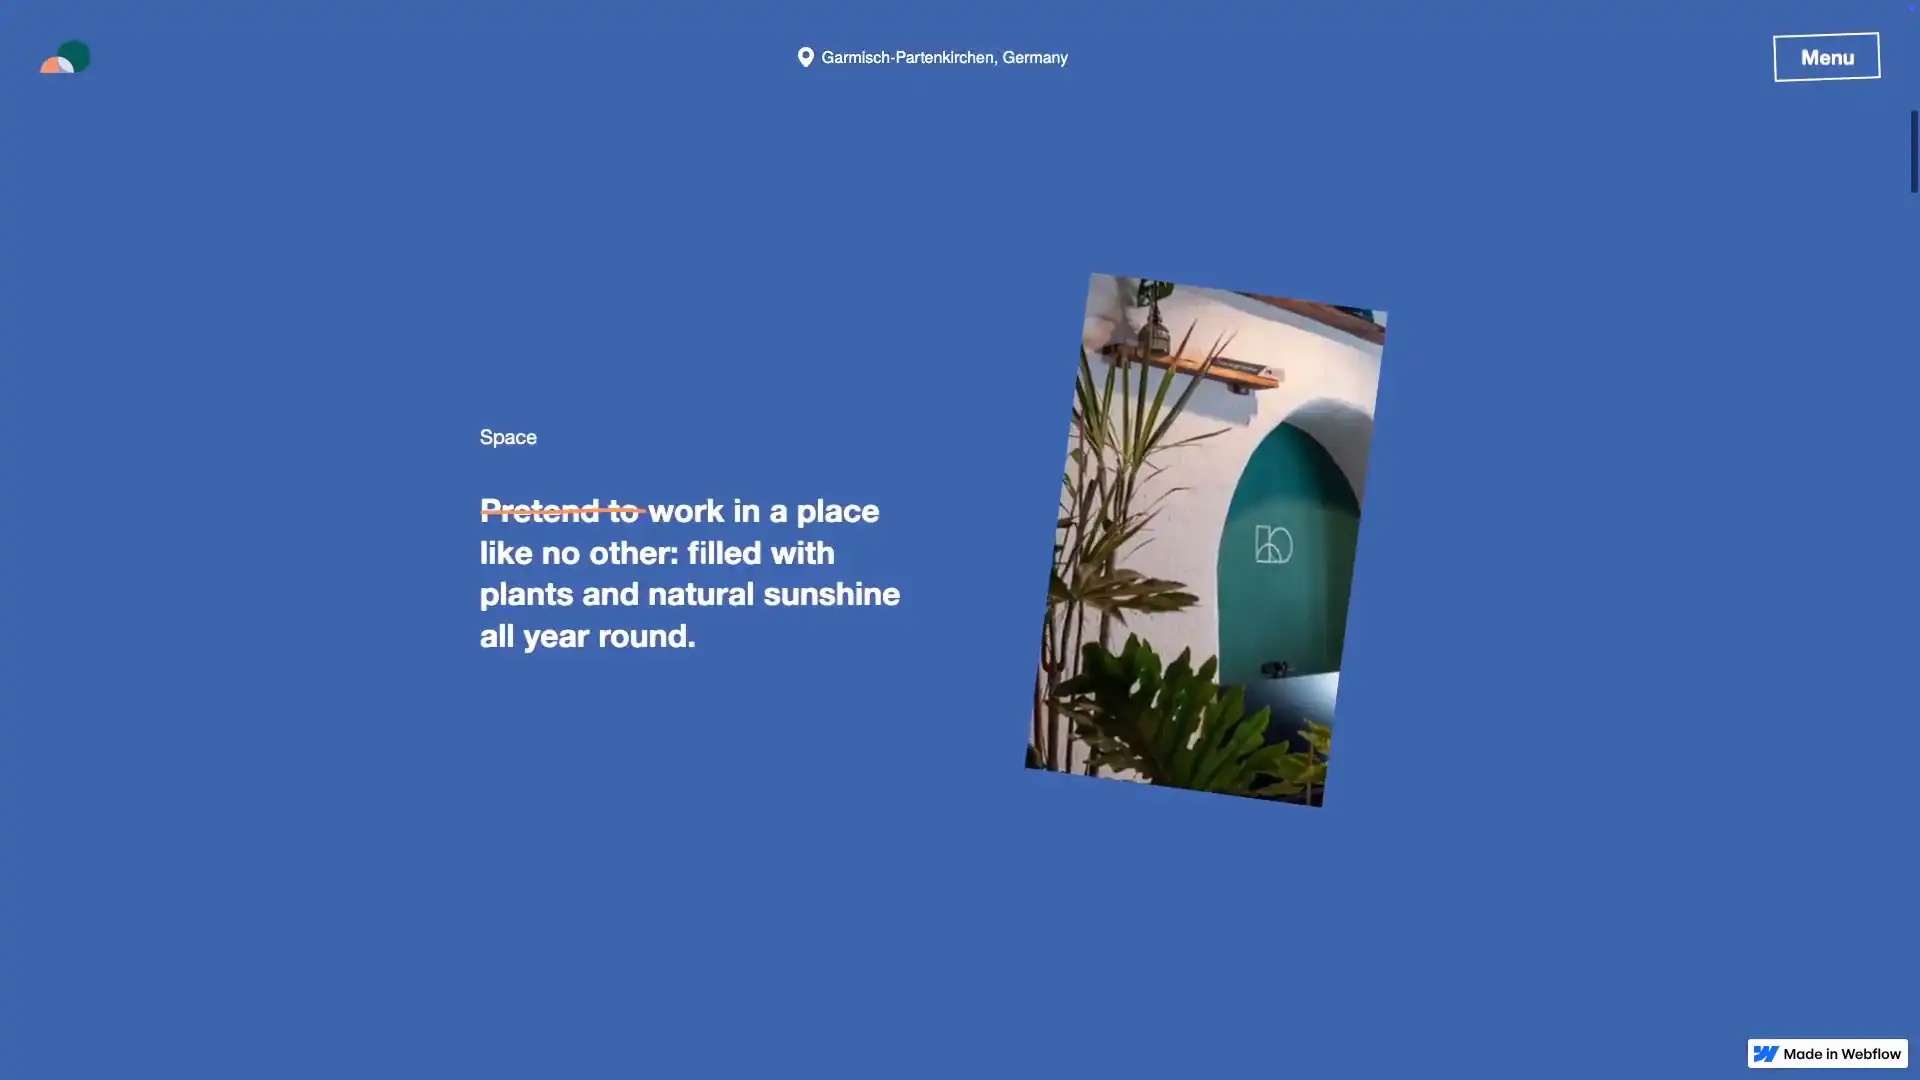 Garmisch-Partenkirchen, Germany
Menu
Space
Pretend to work in a place
like no other: filled with
plants and natural sunshine
all year round.
Made in Webflow